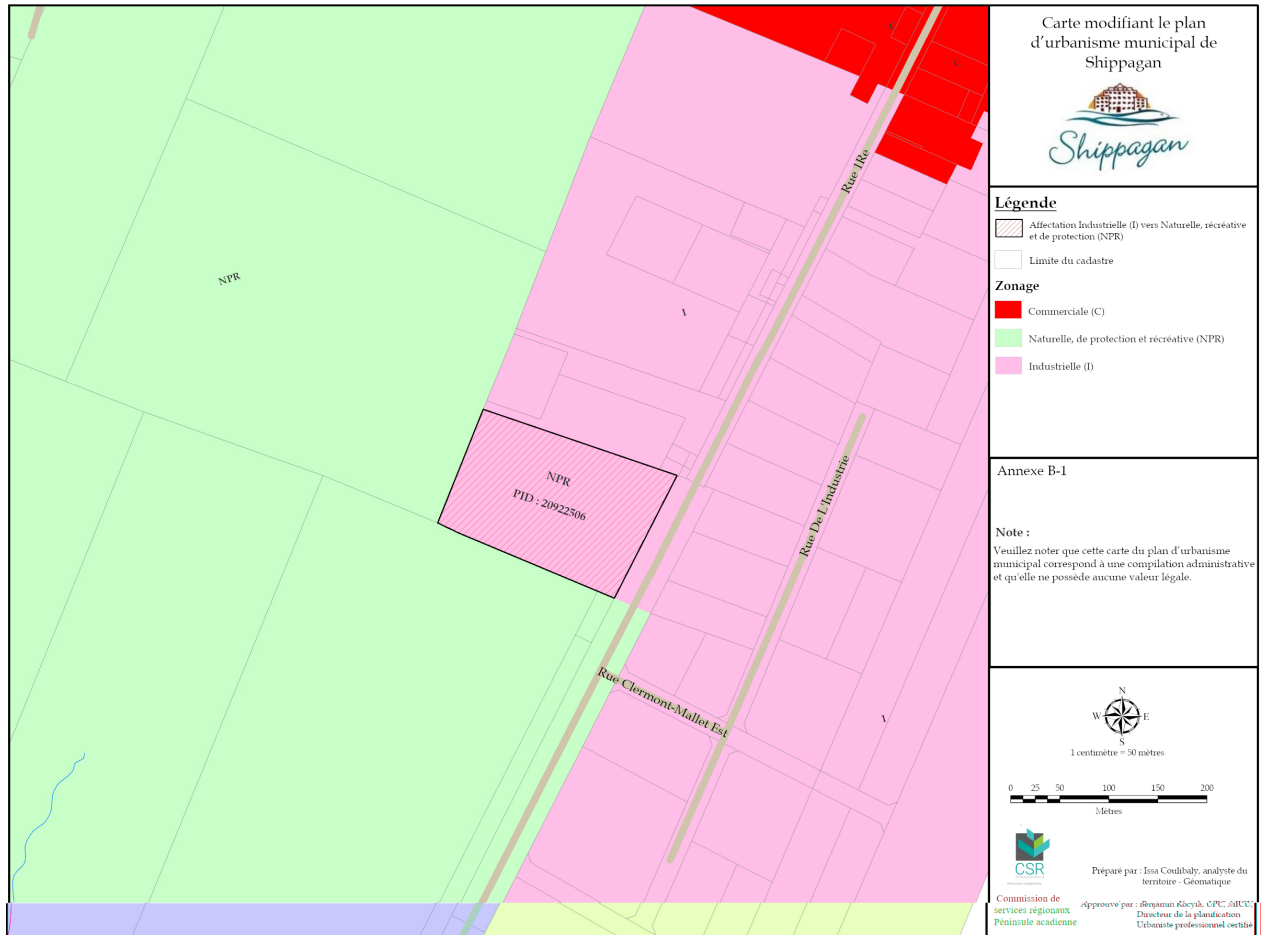 Carte modifiant le plan
d'urbanisme municipal de
Shippagan
Shippagan
Légende
Affectation Industrielle (I) vers Naturelle, récréative
et de protection (NPR)
Limite du cadastre
Zonage
Commerciale (C)
Naturelle, de protection et récréative (NPR)
Industrielle (I)
Annexe B-1
Note :
Veuillez noter que cette carte du plan d'urbanisme
municipal correspond à une compilation administrative
et qu'elle ne possède aucune valeur légale.
N
W E
S
1 centimètre = 50 mètres
0 25 50 100 150 200
Mètres
CSR
Commission de
services régionaux
Péninsule acadienne
Préparé par : Issa Coulibaly, analyste du
territoire - Géomatique
Approuvé par : Benjamin
Directeur de la planification
Urbaniste professionnel certifié
C
C
Rue 1Re
NPR
I
NPR
PID : 20922506
Rue De L'Industrie
Rue Clermont-Mallet Est
I